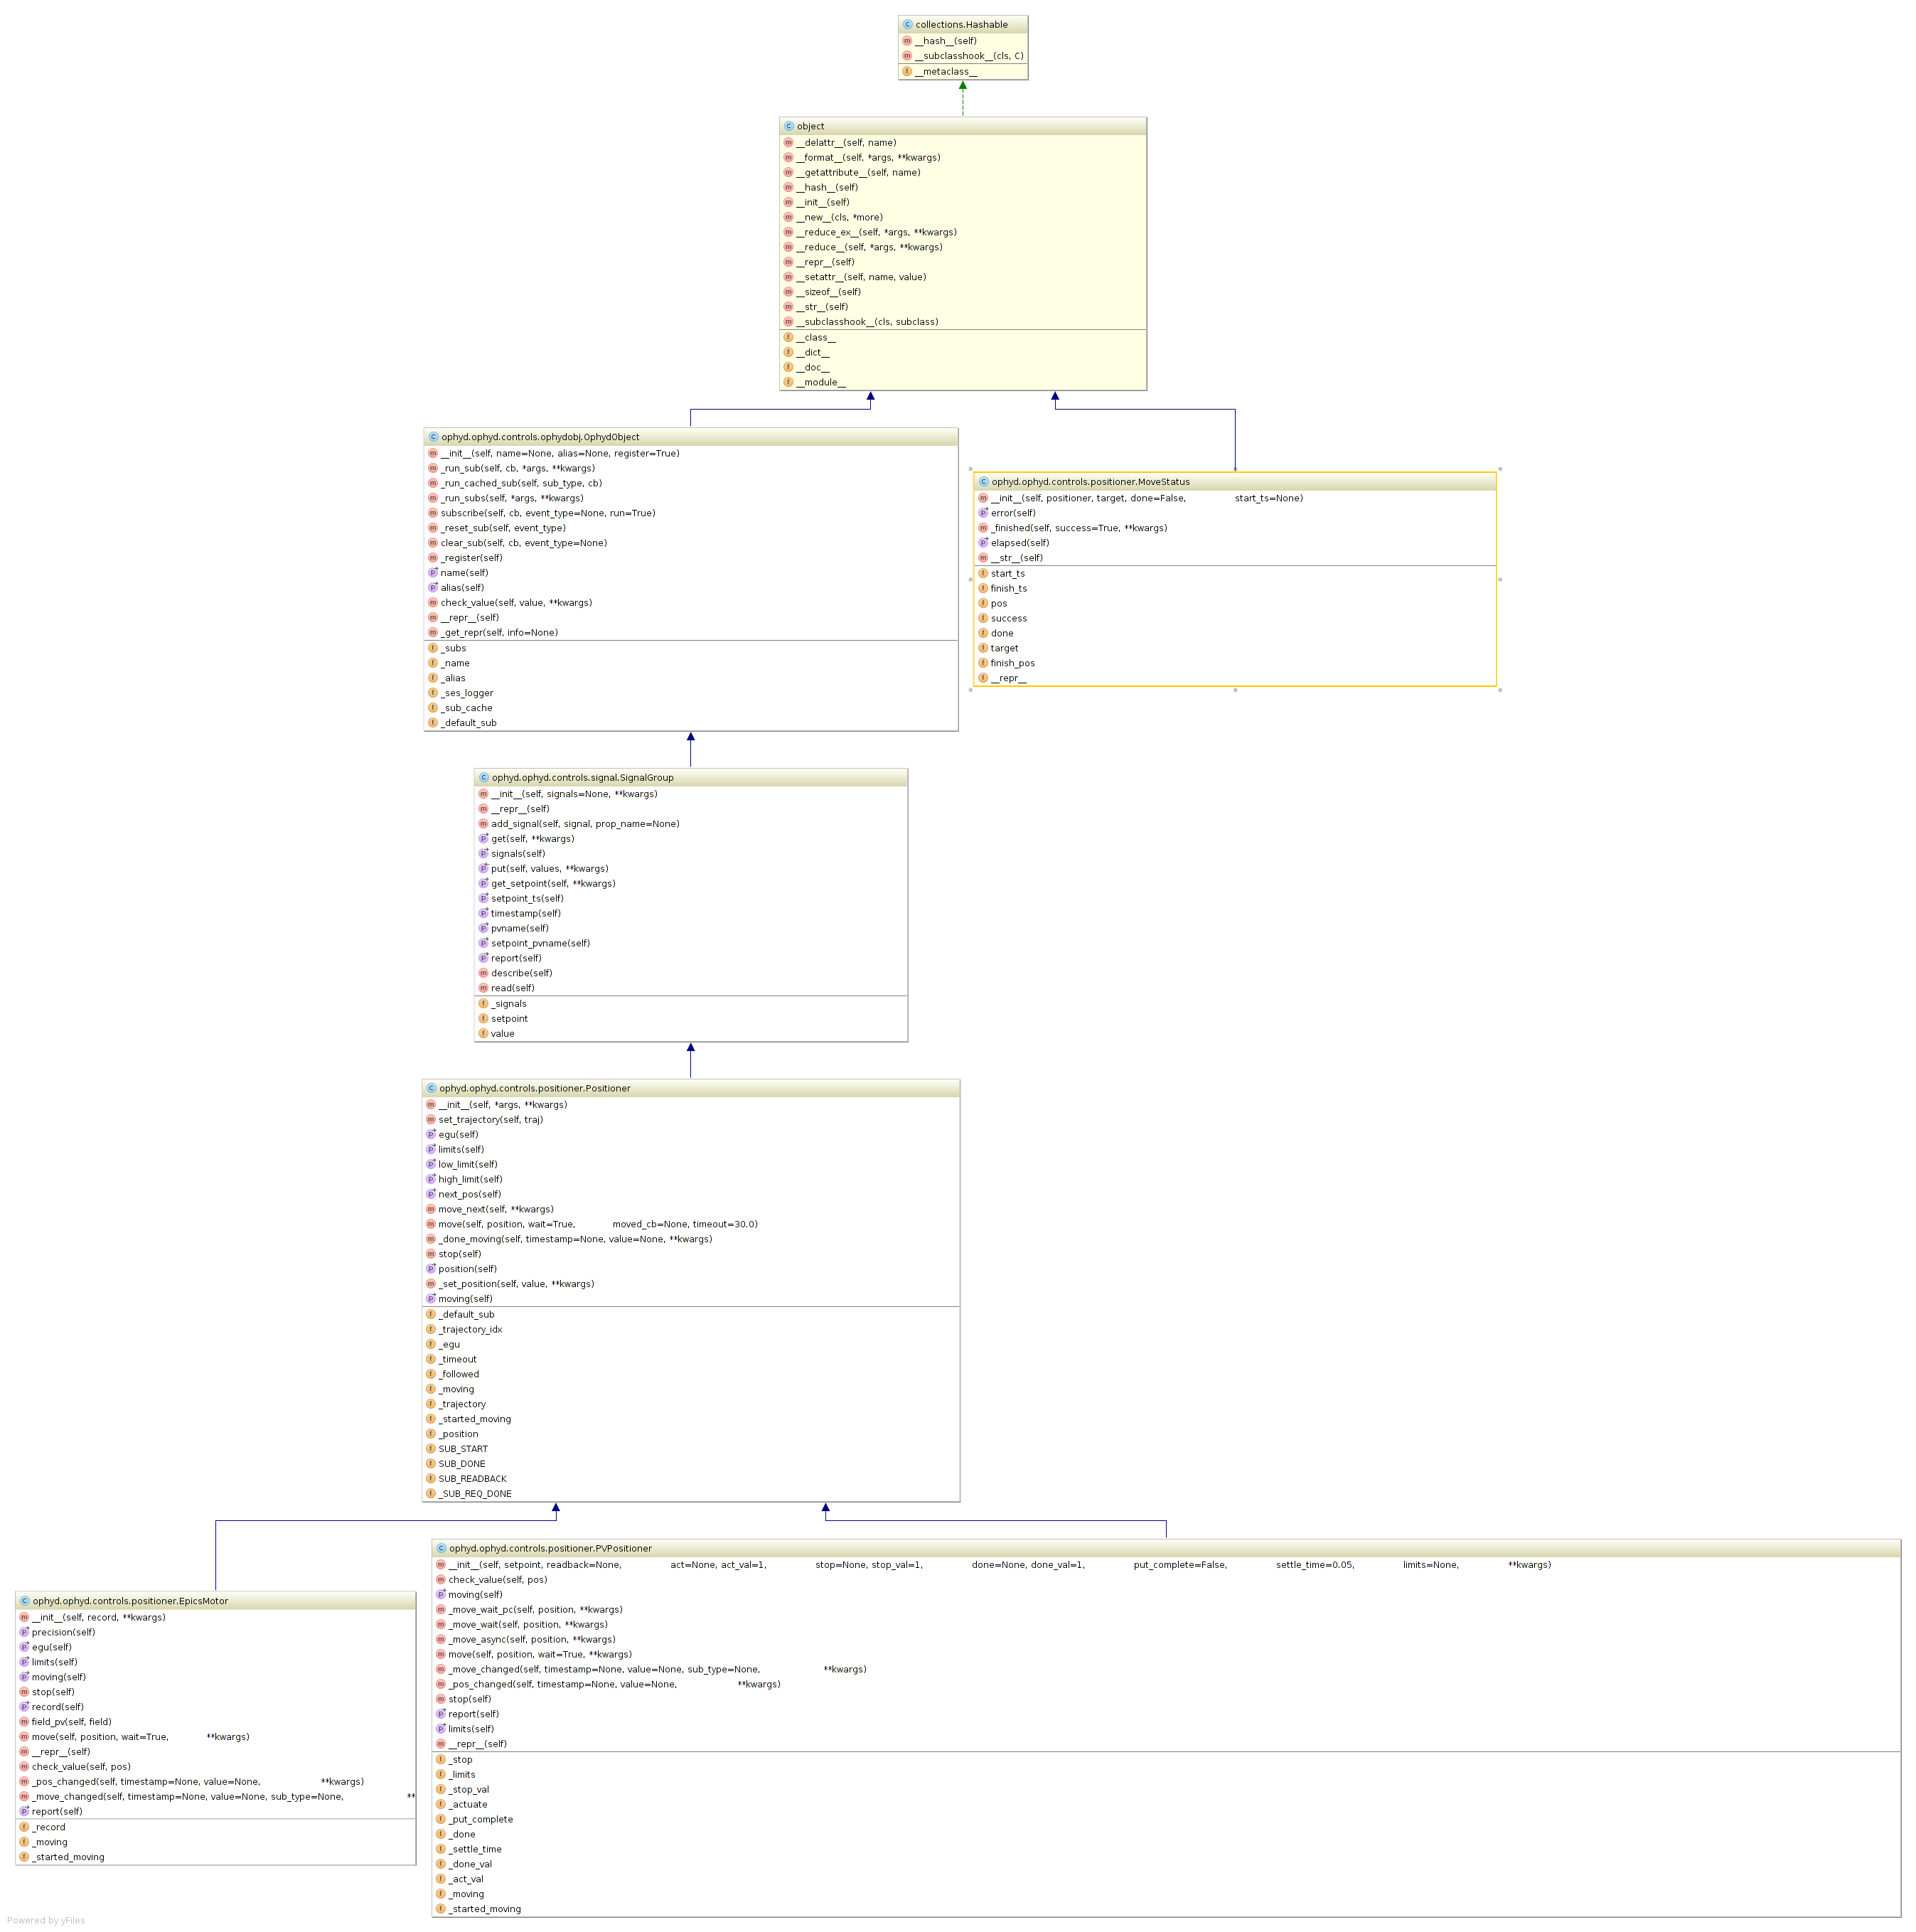 collections.Hashable
__hash__(self)
__subclasshook__(cls, C)
__metaclass__
object
__delattr__(self, name)
__format__(self, *args, **kwargs)
__getattribute__(self, name)
__hash__(self)
__init__(self)
__new__(cls, *more)
__reduce_ex__(self, *args, **kwargs)
__reduce__(self, *args, **kwargs)
__repr__(self)
__setattr__(self, name, value)
__sizeof__(self)
__str__(self)
__subclasshook__(cls, subclass)
__class__
__dict__
__doc__
__module__
ophyd.ophyd.controls.ophydobj.OphydObject
__init__(self, name=None, alias=None, register=True)
_run_sub(self, cb, *args, **kwargs)
_run_cached_sub(self, sub_type, cb)
_run_subs(self, *args, **kwargs)
subscribe(self, cb, event_type=None, run=True)
_reset_sub(self, event_type)
clear_sub(self, cb, event_type=None)
_register(self)
name(self)
alias(self)
check_value(self, value, **kwargs)
__repr__(self)
_get_repr(self, info=None)
_subs
_name
_alias
_ses_logger
_sub_cache
_default_sub
ophyd.ophyd.controls.positioner.MoveStatus
__init__(self, positioner, target, done=False, start_ts=None)
error(self)
_finished(self, success=True, **kwargs)
elapsed(self)
__str__(self)
start_ts
finish_ts
pos
success
done
target
finish_pos
__repr__
ophyd.ophyd.controls.signal.SignalGroup
__init__(self, signals=None, **kwargs)
__repr__(self)
add_signal(self, signal, prop_name=None)
get(self, **kwargs)
signals(self)
put(self, values, **kwargs)
get_setpoint(self, **kwargs)
setpoint_ts(self)
timestamp(self)
pvname(self)
setpoint_pvname(self)
report(self)
describe(self)
read(self)
_signals
setpoint
value
ophyd.ophyd.controls.positioner.Positioner
__init__(self, *args, **kwargs)
set_trajectory(self, traj)
egu(self)
limits(self)
low_limit(self)
high_limit(self)
next_pos(self)
move_next(self, **kwargs)
move(self, position, wait=True, moved_cb=None, timeout=30.0)
_done_moving(self, timestamp=None, value=None, **kwargs)
stop(self)
position(self)
_set_position(self, value, **kwargs)
moving(self)
_default_sub
_trajectory_idx
_egu
_timeout
_followed
_moving
_trajectory
_started_moving
_position
SUB_START
SUB_DONE
SUB_READBACK
_SUB_REQ_DONE
ophyd.ophyd.controls.positioner.EpicsMotor
__init__(self, record, **kwargs)
precision(self)
egu(self)
limits(self)
moving(self)
stop(self)
record(self)
field_pv(self, field)
move(self, position, wait=True, **kwargs)
__repr__(self)
check_value(self, pos)
_pos_changed(self, timestamp=None, value=None, **kwargs)
_move_changed(self, timestamp=None, value=None, sub_type=None, **
report(self)
_record
_moving
_started_moving
ophyd.ophyd.controls.positioner.PVPositioner
__init__(self, setpoint, readback=None, act=None, act_val=1, stop=None, stop_val=1, done=None, done_val=1, put_complete=False, settle_time=0.05, limits=None, **kwargs)
check_value(self, pos)
moving(self)
_move_wait_pc(self, position, **kwargs)
_move_wait(self, position, **kwargs)
_move_async(self, position, **kwargs)
move(self, position, wait=True, **kwargs)
_move_changed(self, timestamp=None, value=None, sub_type=None, **kwargs)
_pos_changed(self, timestamp=None, value=None, **kwargs)
stop(self)
report(self)
limits(self)
__repr__(self)
_stop
_limits
_stop_val
_actuate
_put_complete
_done
_settle_time
_done_val
_act_val
_moving
_started_moving
Powered by yFiles